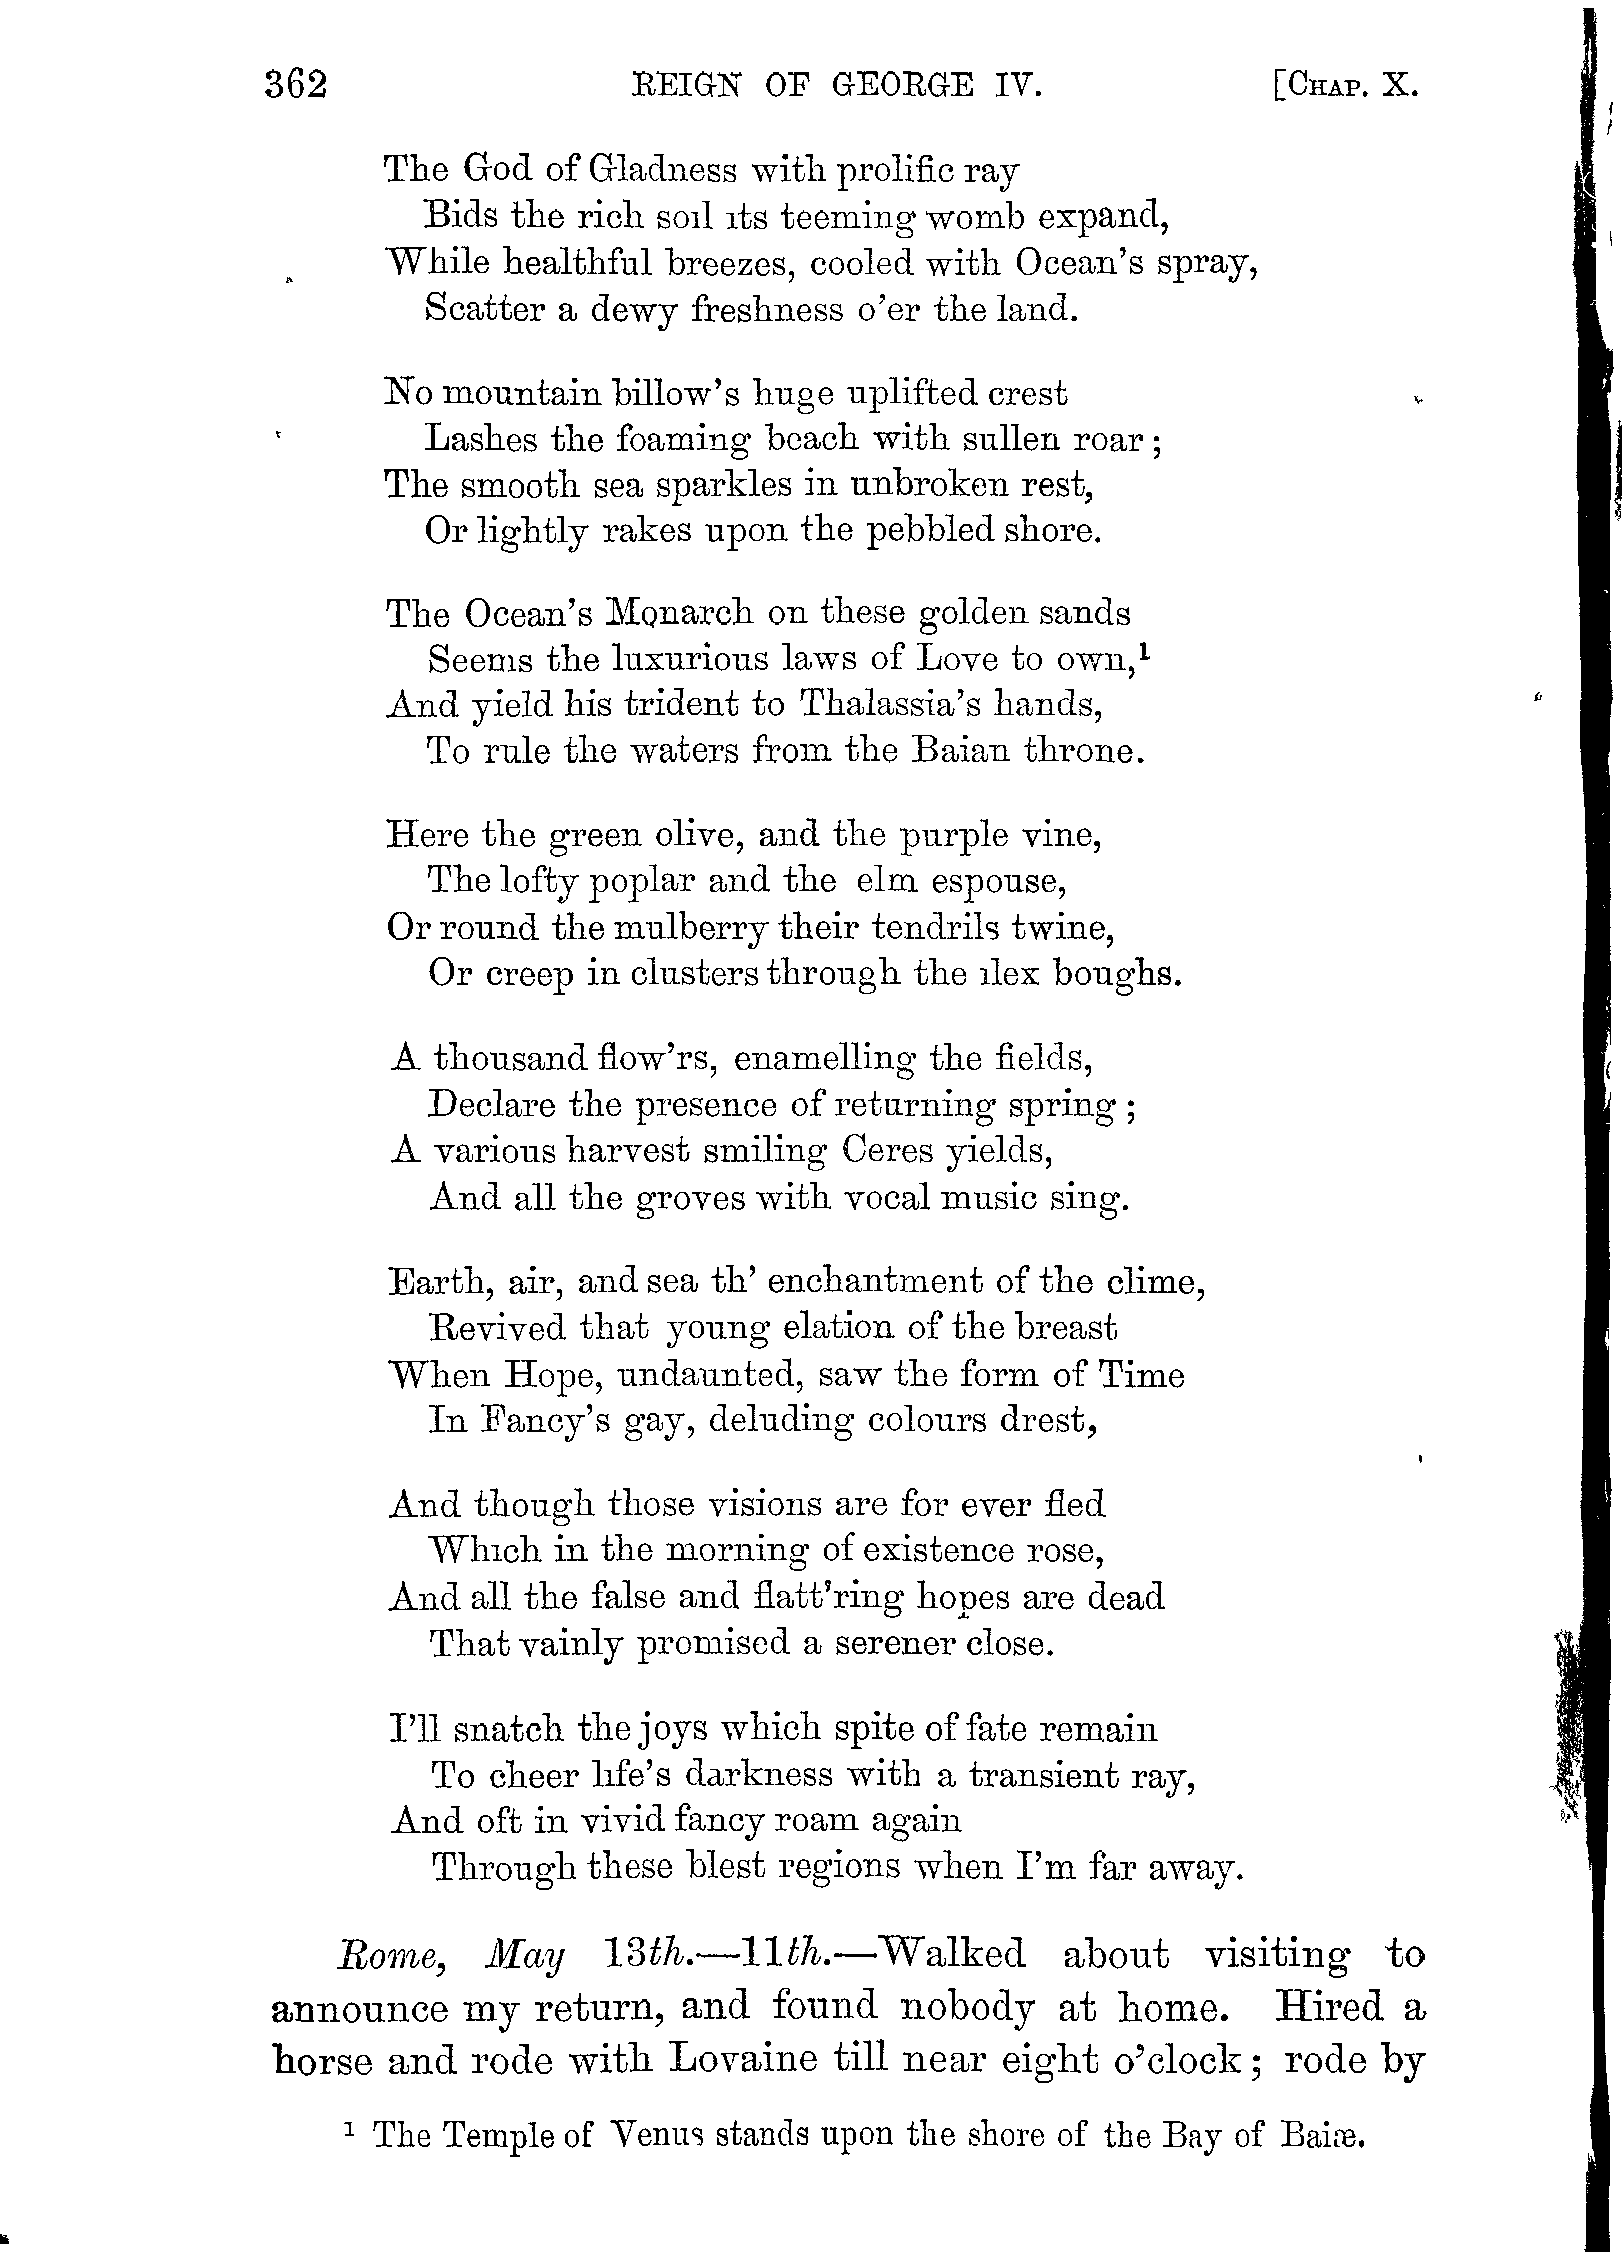 362 REIGN OF GEORGE IV. [CHAP. X.
The God of Gladness with prolific ray
Bids the rich soil its teeming womb expand,
While healthful breezes, cooled with Ocean's spray,
Scatter a dewy freshness o'er the land.
No mountain billow's huge uplifted crest
Lashes the foaming beach with sullen roar;
The smooth sea sparkles in unbroken rest,
Or lightly rakes upon the pebbled shore.
The Ocean's Monarch on these golden sands
Seems the luxurious laws of Love to own,¹
And yield his trident to Thalassia's hands,
To rule the waters from the Baian throne.
Here the green olive, and the purple vine,
The lofty poplar and the elm espouse,
Or round the mulberry their tendrils twine,
Or creep in clusters through the ilex boughs.
A thousand flow'rs, enamelling the fields,
Declare the presence of returning spring;
A various harvest smiling Ceres yields,
And all the groves with vocal music sing.
Earth, air, and sea th' enchantment of the clime,
Revived that young elation of the breast
When Hope, undaunted, saw the form of Time
In Fancy's gay, deluding colours drest,
And though those visions are for ever fled
Which in the morning of existence rose,
And all the false and flatt'ring hopes are dead
That vainly promised a serener close.
I'll snatch the joys which spite of fate remain
To cheer life's darkness with a transient ray,
And oft in vivid fancy roam again
Through these blest regions when I'm far away.
Rome, May 13th.—11th.—Walked about visiting to
announce my return, and found nobody at home. Hired a
horse and rode with Lovaine till near eight o'clock; rode by
¹ The Temple of Venus stands upon the shore of the Bay of Baiæ.